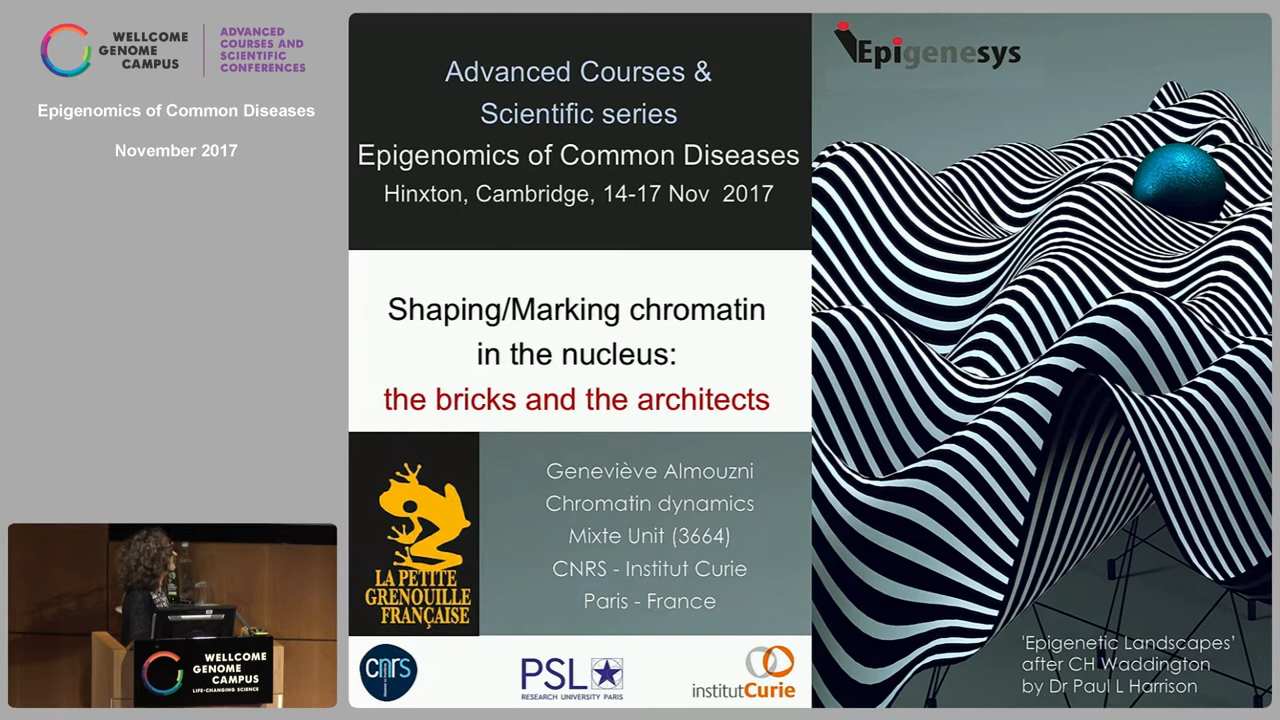 WELLCOME
GENOME
CAMPUS
ADVANCED
COURSES AND
SCIENTIFIC
CONFERENCES
Epigenomics of Common Diseases
November 2017
Advanced Courses &
Scientific series
Epigenomics of Common Diseases
Hinxton, Cambridge, 14-17 Nov 2017
Shaping/Marking chromatin
in the nucleus:
the bricks and the architects
LA PETITE
GRENOUILLE
FRANÇAISE
Geneviève Almouzni
Chromatin dynamics
Mixte Unit (3664)
CNRS - Institut Curie
Paris - France
cnrs
PSL
RESEARCH UNIVERSITY PARIS
institutCurie
Epigenesys
'Epigenetic Landscapes'
after CH Waddington
by Dr Paul L Harrison
WELLCOME
GENOME
CAMPUS
LIFE-CHANGING SCIENCE